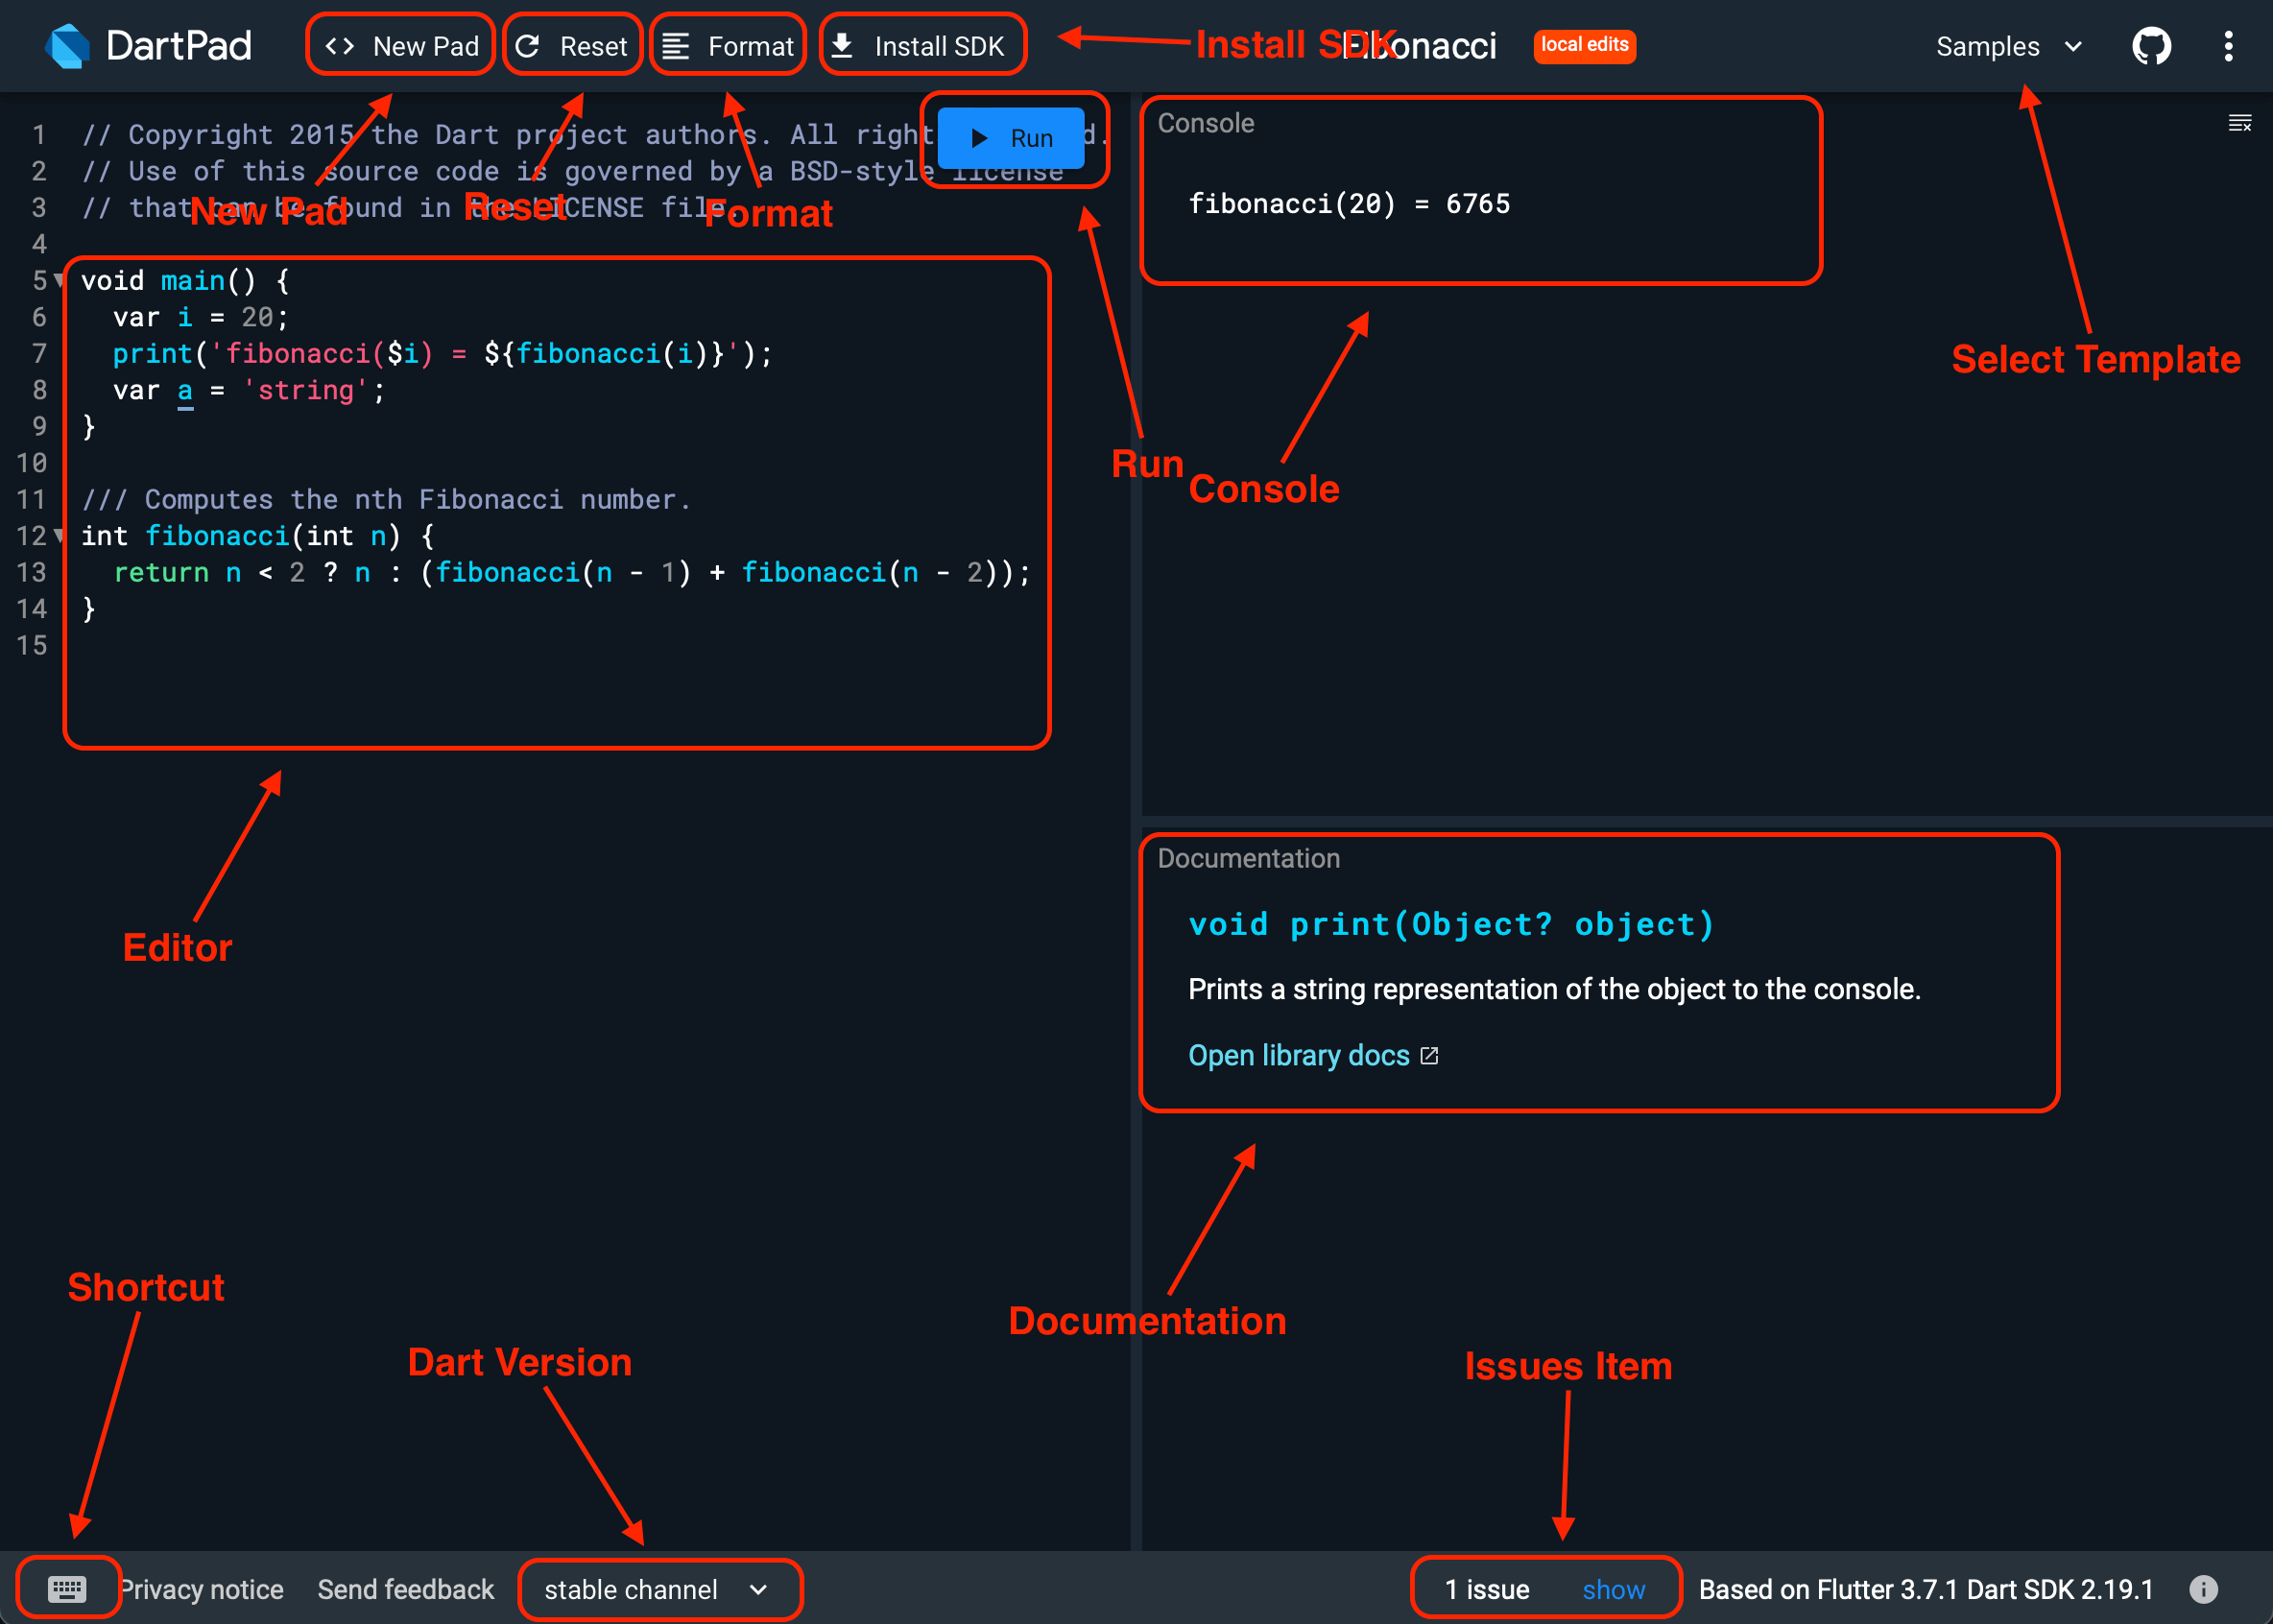 DartPad
New Pad
Reset
Format
Install SDK
Install SDK
Fibonacci
local edits
Samples
Run
1 // Copyright 2015 the Dart project authors. All right d.
2 // Use of this source code is governed by a BSD-style license
3 // that can be found in the LICENSE file.
New Pad
Reset
Format
4
5 void main() {
6 var i = 20;
7 print('fibonacci($i) = ${fibonacci(i)}');
8 var a = 'string';
9 }
10
11 /// Computes the nth Fibonacci number.
12 int fibonacci(int n) {
13 return n < 2 ? n : (fibonacci(n - 1) + fibonacci(n - 2));
14 }
15
Editor
Run
Console
fibonacci(20) = 6765
Console
Select Template
Documentation
void print(Object? object)
Prints a string representation of the object to the console.
Open library docs
Documentation
Shortcut
Dart Version
Issues Item
Privacy notice
Send feedback
stable channel
1 issue
show
Based on Flutter 3.7.1 Dart SDK 2.19.1